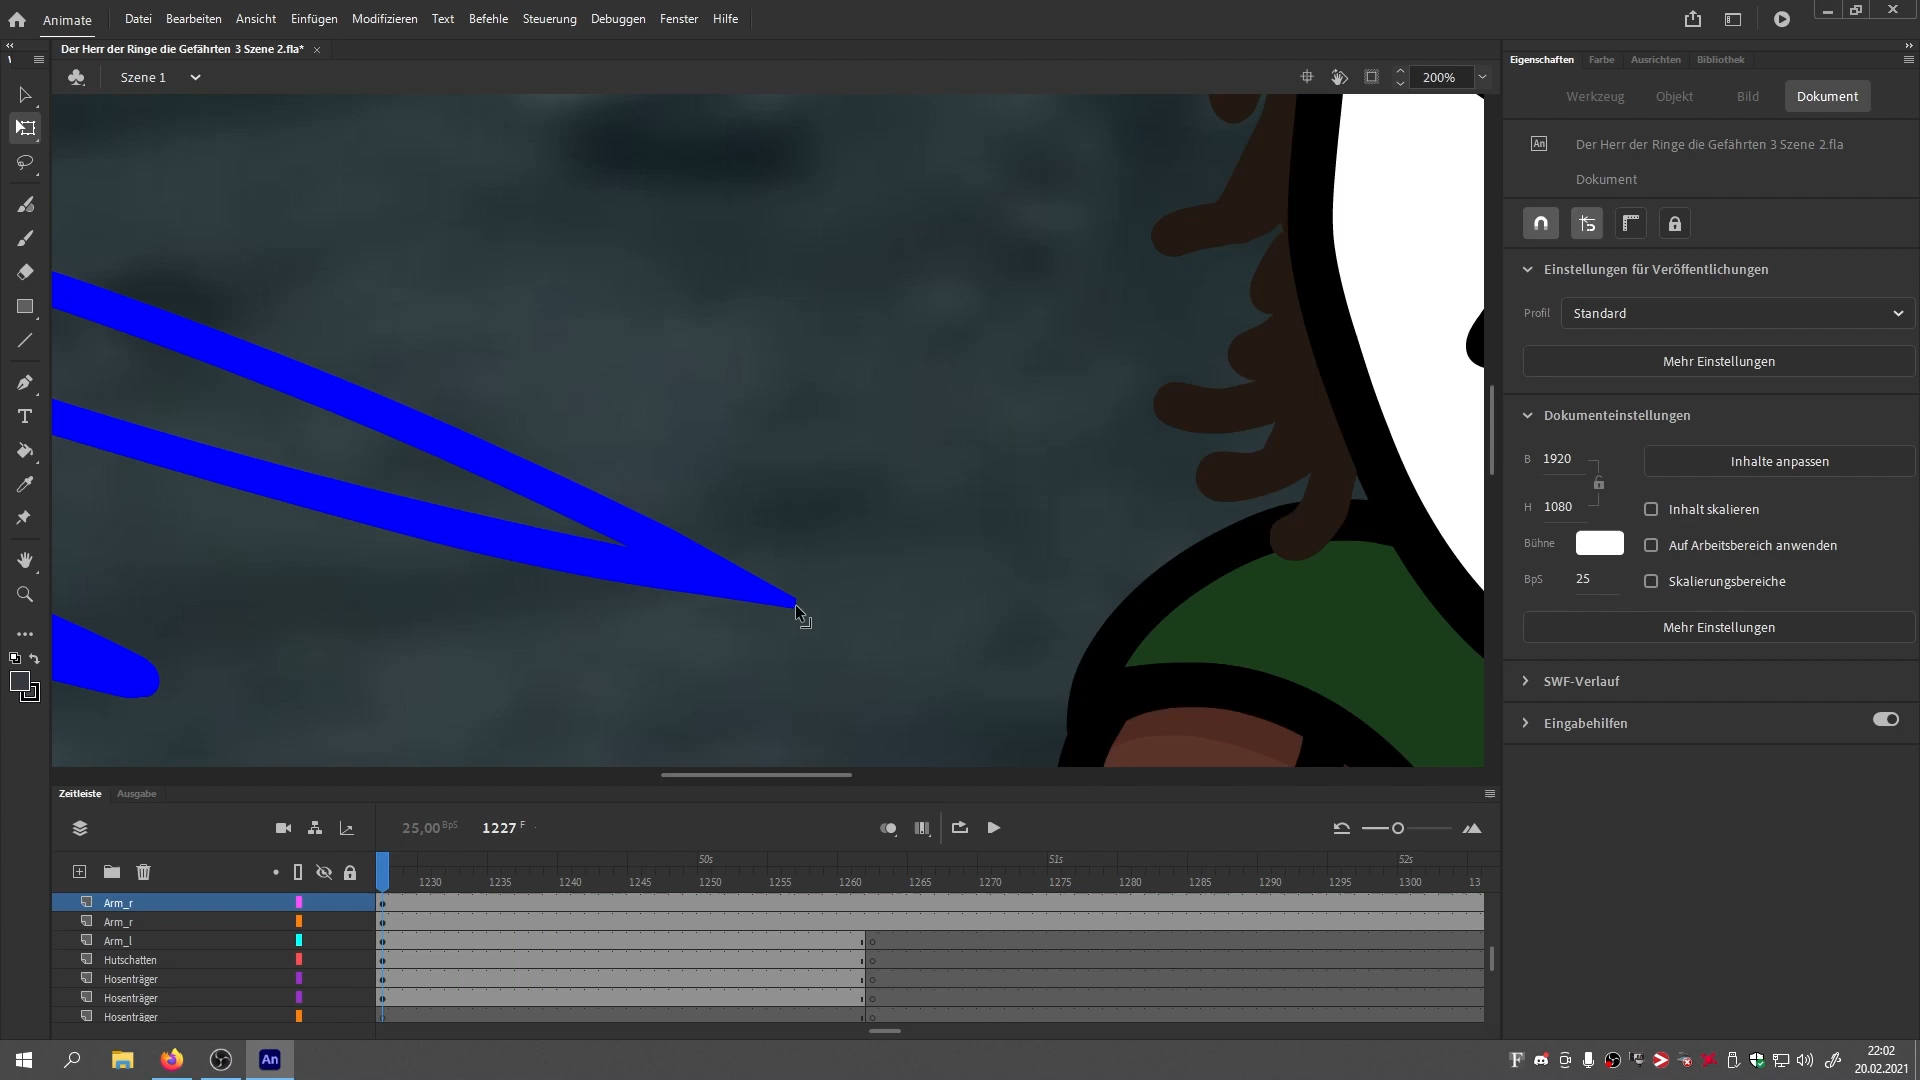 Animate
Datei Bearbeiten Ansicht Einfügen Modifizieren Text Befehle Steuerung Debuggen Fenster Hilfe
Der Herr der Ringe die Gefährten 3 Szene 2.fla*
Szene 1
200%
Eigenschaften Farbe Ausrichten Bibliothek
Werkzeug Objekt Bild Dokument
An
Der Herr der Ringe die Gefährten 3 Szene 2.fla
Dokument
Einstellungen für Veröffentlichungen
Profil Standard
Mehr Einstellungen
Dokumenteinstellungen
B 1920
Inhalte anpassen
H 1080
Inhalt skalieren
Bühne
Auf Arbeitsbereich anwenden
BpS 25
Skalierungsbereiche
Mehr Einstellungen
SWF-Verlauf
Eingabehilfen
Zeitleiste Ausgabe
25,00 BpS 1227 F
50s 51s 52s
1230 1235 1240 1245 1250 1255 1260 1265 1270 1275 1280 1285 1290 1295 1300 13
Arm_r
Arm_r
Arm_l
Hutschatten
Hosenträger
Hosenträger
Hosenträger
An
22:02
20.02.2021